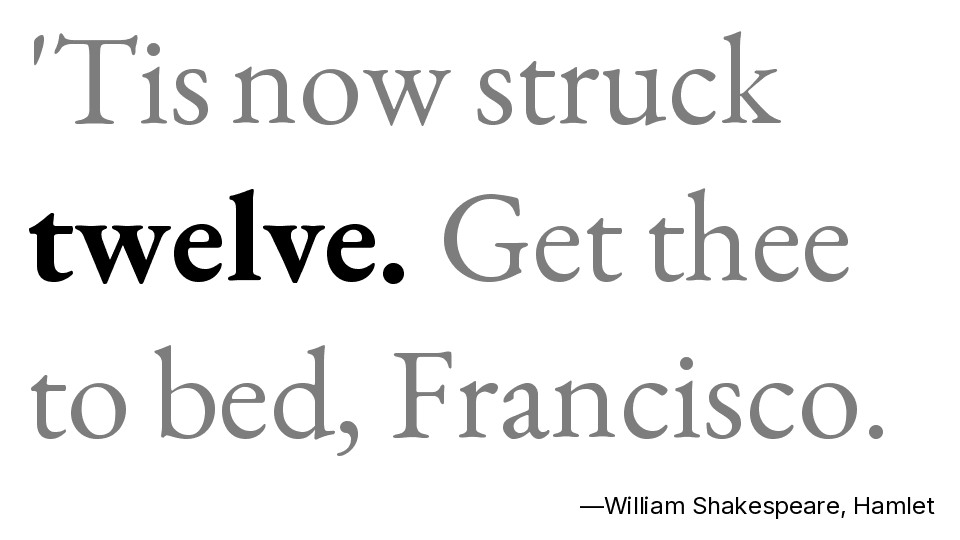 'Tis now struck
twelve. Get thee
to bed, Francisco.
—William Shakespeare, Hamlet